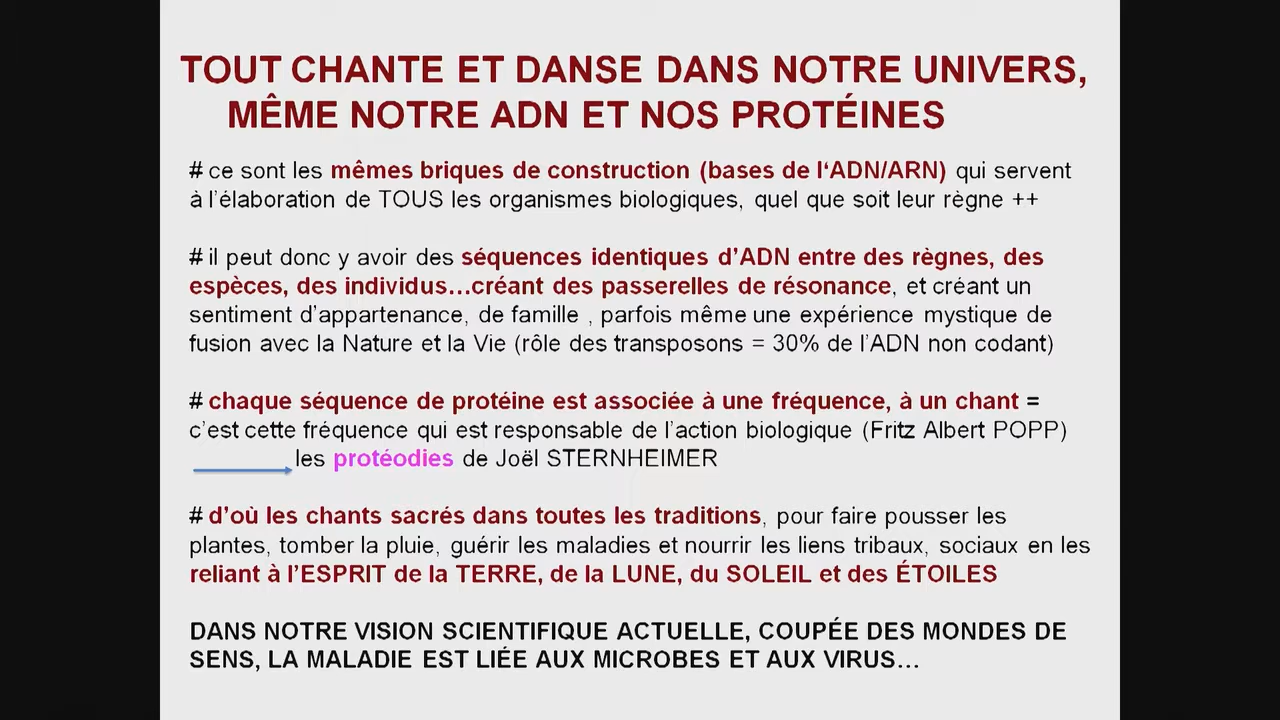 TOUT CHANTE ET DANSE DANS NOTRE UNIVERS,
MÊME NOTRE ADN ET NOS PROTÉINES
# ce sont les mêmes briques de construction (bases de l‘ADN/ARN) qui servent
à l’élaboration de TOUS les organismes biologiques, quel que soit leur règne ++
# il peut donc y avoir des séquences identiques d’ADN entre des règnes, des
espèces, des individus…créant des passerelles de résonance, et créant un
sentiment d’appartenance, de famille , parfois même une expérience mystique de
fusion avec la Nature et la Vie (rôle des transposons = 30% de l’ADN non codant)
# chaque séquence de protéine est associée à une fréquence, à un chant =
c’est cette fréquence qui est responsable de l’action biologique (Fritz Albert POPP)
les protéodies de Joël STERNHEIMER
# d’où les chants sacrés dans toutes les traditions, pour faire pousser les
plantes, tomber la pluie, guérir les maladies et nourrir les liens tribaux, sociaux en les
reliant à l’ESPRIT de la TERRE, de la LUNE, du SOLEIL et des ÉTOILES
DANS NOTRE VISION SCIENTIFIQUE ACTUELLE, COUPÉE DES MONDES DE
SENS, LA MALADIE EST LIÉE AUX MICROBES ET AUX VIRUS…